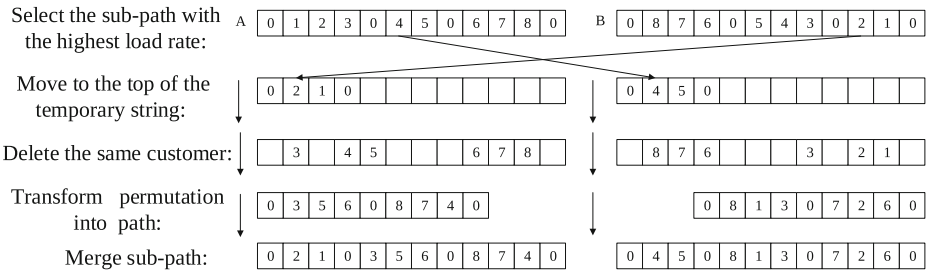 Select the sub-path with
the highest load rate:
A 0 1 2 3 0 4 5 0 6 7 8 0
B 0 8 7 6 0 5 4 3 0 2 1 0
Move to the top of the
temporary string:
0 2 1 0
0 4 5 0
Delete the same customer:
3 4 5 6 7 8
8 7 6 3 2 1
Transform permutation
into path:
0 3 5 6 0 8 7 4 0
0 8 1 3 0 7 2 6 0
Merge sub-path:
0 2 1 0 3 5 6 0 8 7 4 0
0 4 5 0 8 1 3 0 7 2 6 0